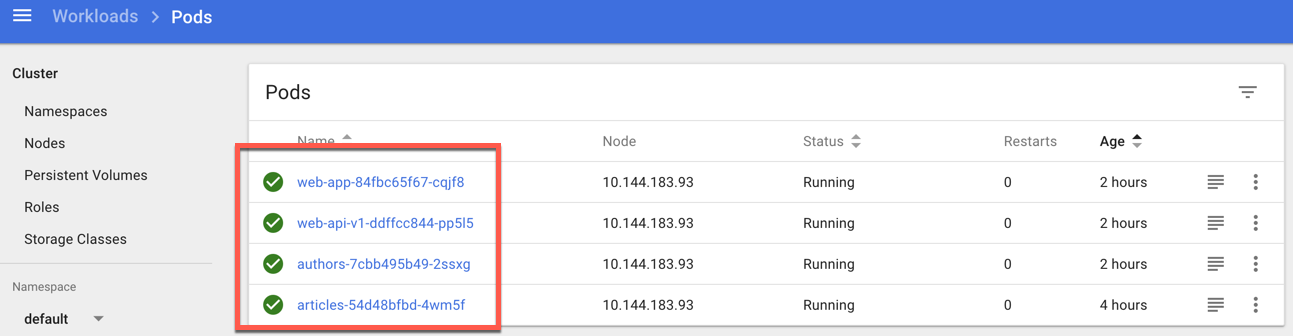 Workloads > Pods
Cluster
Namespaces
Nodes
Persistent Volumes
Roles
Storage Classes
Namespace
default
Pods
Name Node Status Restarts Age
web-app-84fbc65f67-cqjf8 10.144.183.93 Running 0 2 hours
web-api-v1-ddffcc844-pp5l5 10.144.183.93 Running 0 2 hours
authors-7cbb495b49-2ssxg 10.144.183.93 Running 0 2 hours
articles-54d48bfbd-4wm5f 10.144.183.93 Running 0 4 hours